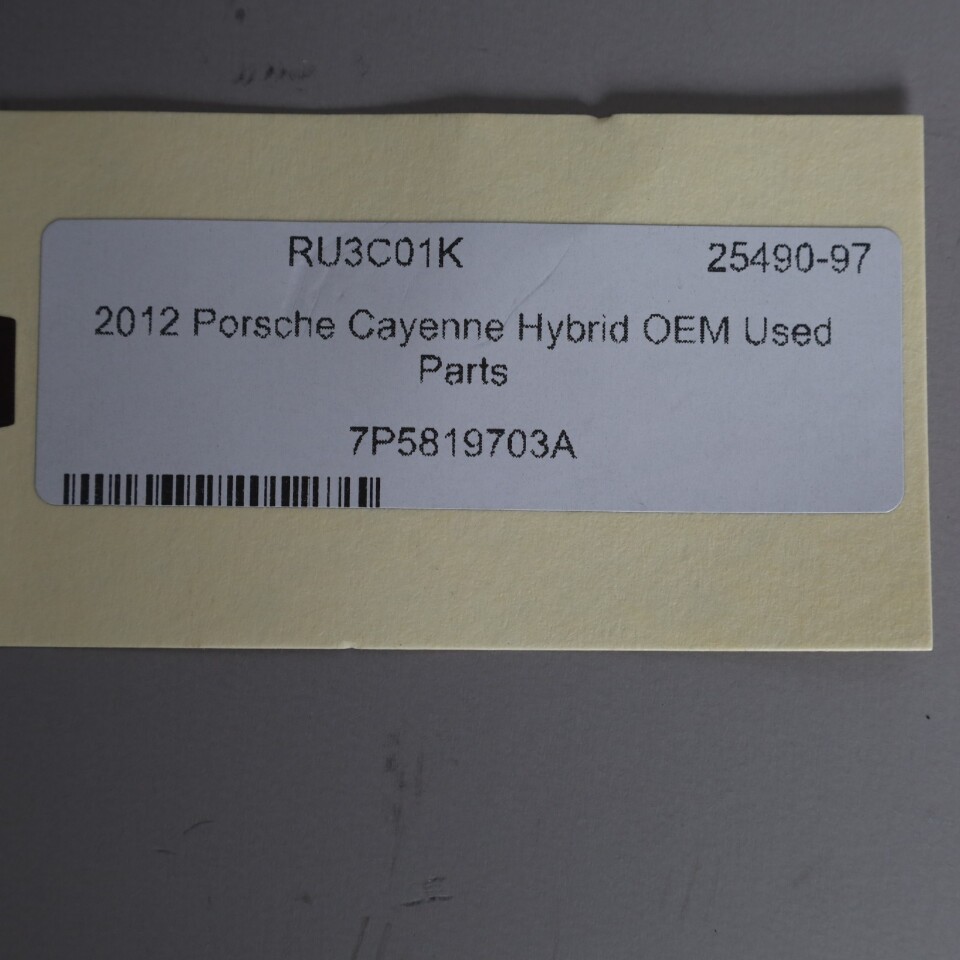 RU3C01K 25490-97
2012 Porsche Cayenne Hybrid OEM Used
Parts
7P5819703A